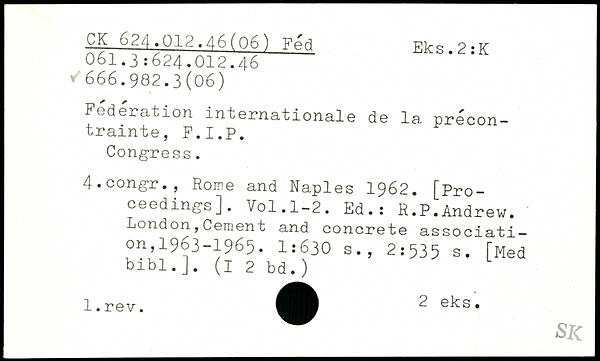 CK 624.012.46(06) Féd Eks.2:K
061.3:624.012.46
✓666.982.3(06)
Fédération internationale de la précon-
trainte, F.I.P.
Congress.
4.congr., Rome and Naples 1962. [Pro-
ceedings]. Vol.1-2. Ed.: R.P.Andrew.
London,Cement and concrete associati-
on,1963-1965. 1:630 s., 2:535 s. [Med
bibl.]. (I 2 bd.)
1.rev. 2 eks.
SK